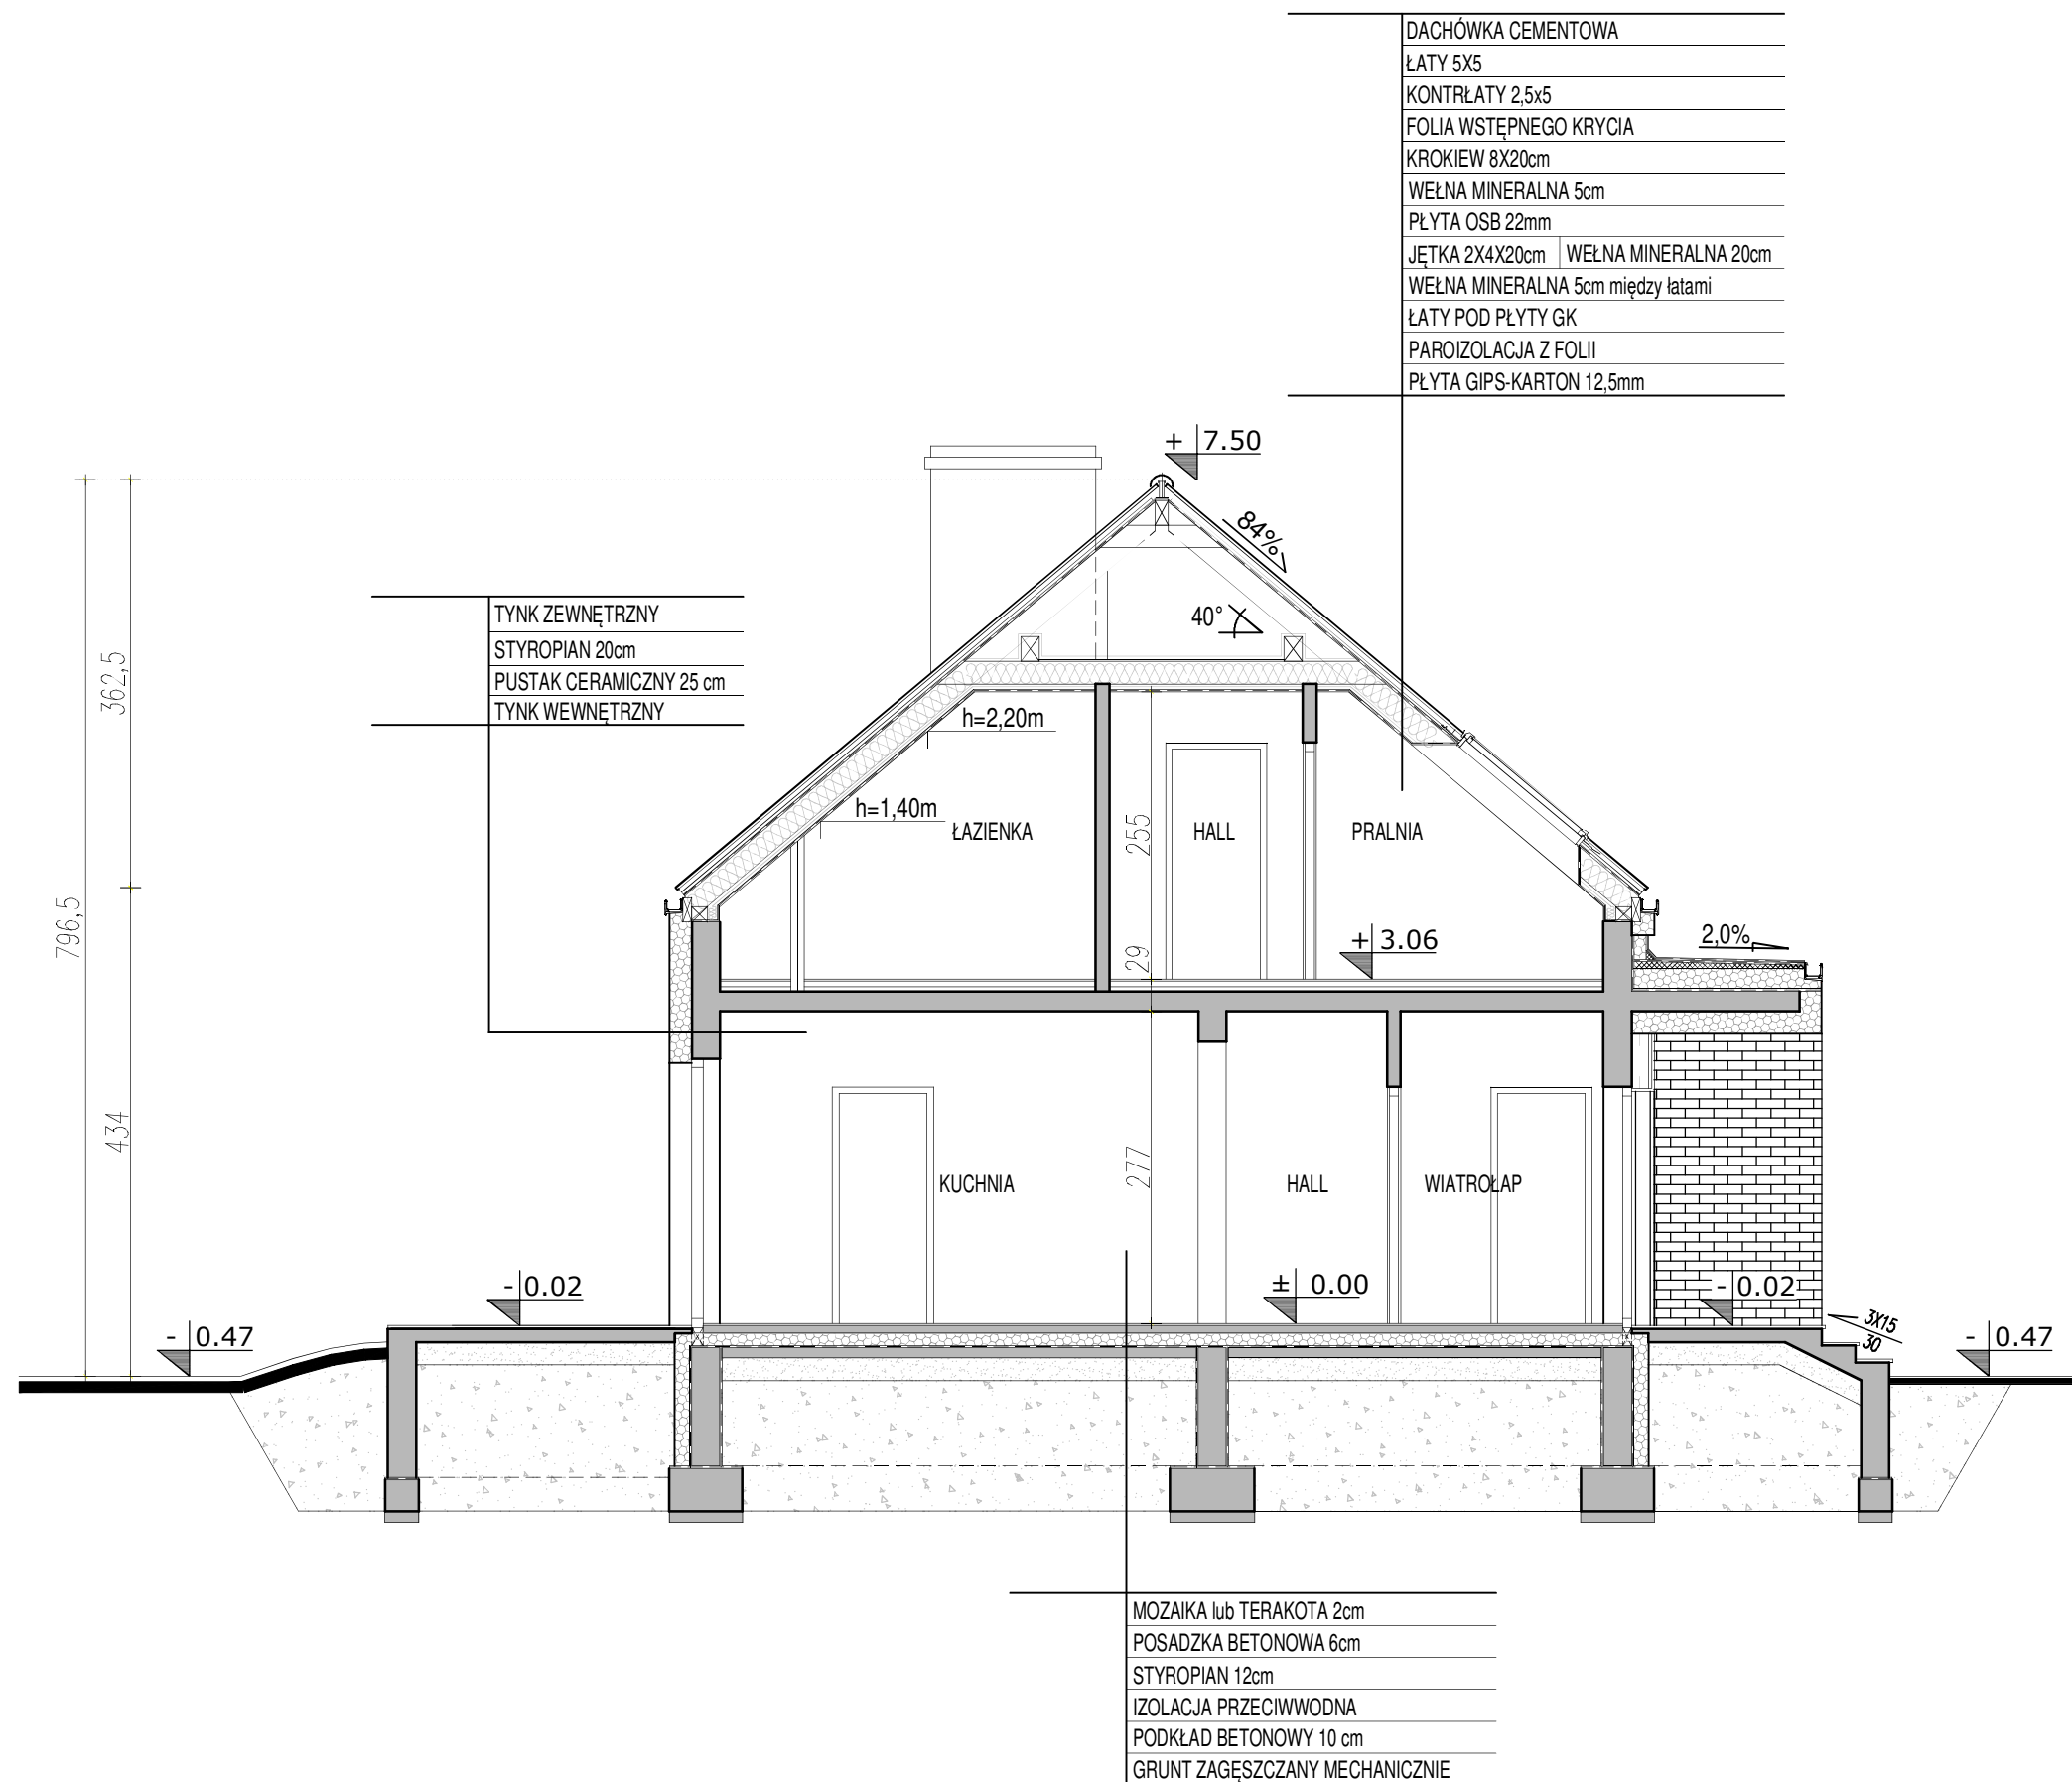 DACHÓWKA CEMENTOWA
ŁATY 5X5
KONTRŁATY 2,5x5
FOLIA WSTĘPNEGO KRYCIA
KROKIEW 8X20cm
WEŁNA MINERALNA 5cm
PŁYTA OSB 22mm
JĘTKA 2X4X20cm WEŁNA MINERALNA 20cm
WEŁNA MINERALNA 5cm między łatami
ŁATY POD PŁYTY GK
PAROIZOLACJA Z FOLII
PŁYTA GIPS-KARTON 12,5mm
+ 7.50
84%
40°
TYNK ZEWNĘTRZNY
STYROPIAN 20cm
PUSTAK CERAMICZNY 25 cm
TYNK WEWNĘTRZNY
362,5
796,5
434
h=2,20m
h=1,40m
ŁAZIENKA
255
HALL
PRALNIA
29
+ 3.06
2,0%
277
KUCHNIA
HALL
WIATROŁAP
- 0.02
± 0.00
- 0.02
3X15
30
- 0.47
- 0.47
MOZAIKA lub TERAKOTA 2cm
POSADZKA BETONOWA 6cm
STYROPIAN 12cm
IZOLACJA PRZECIWWODNA
PODKŁAD BETONOWY 10 cm
GRUNT ZAGĘSZCZANY MECHANICZNIE